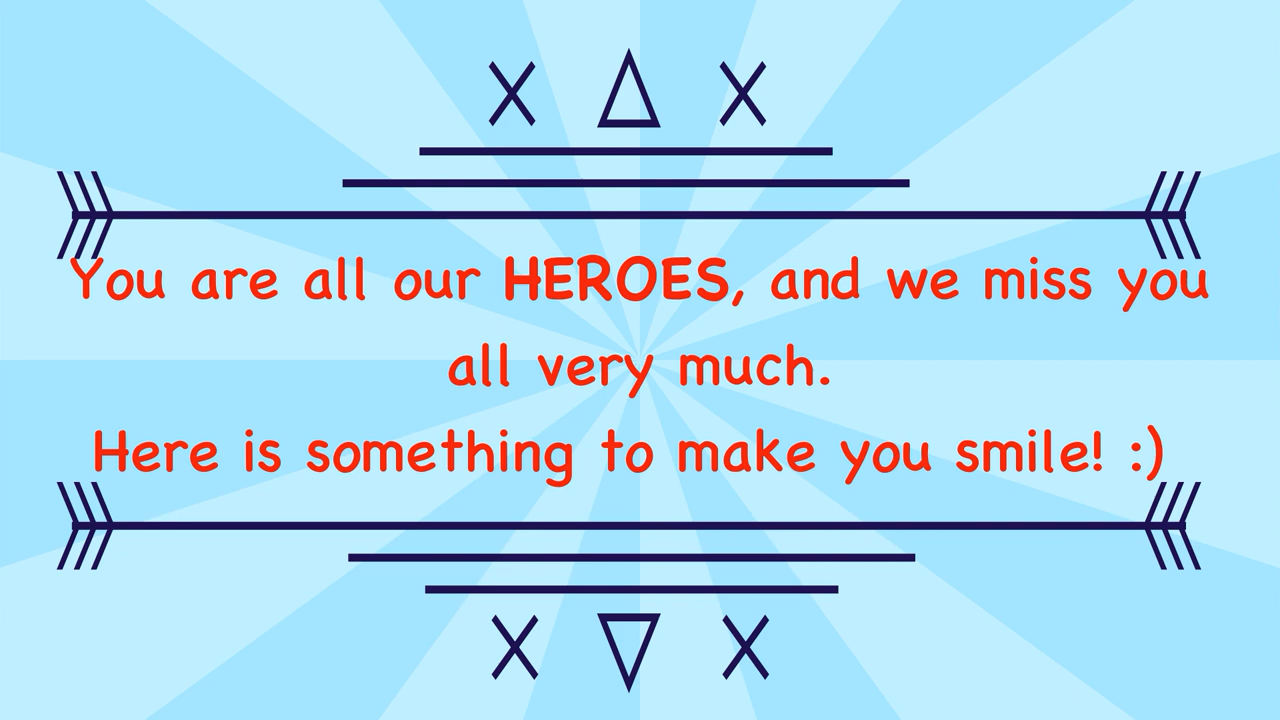 You are all our HEROES, and we miss you
all very much.
Here is something to make you smile! :)